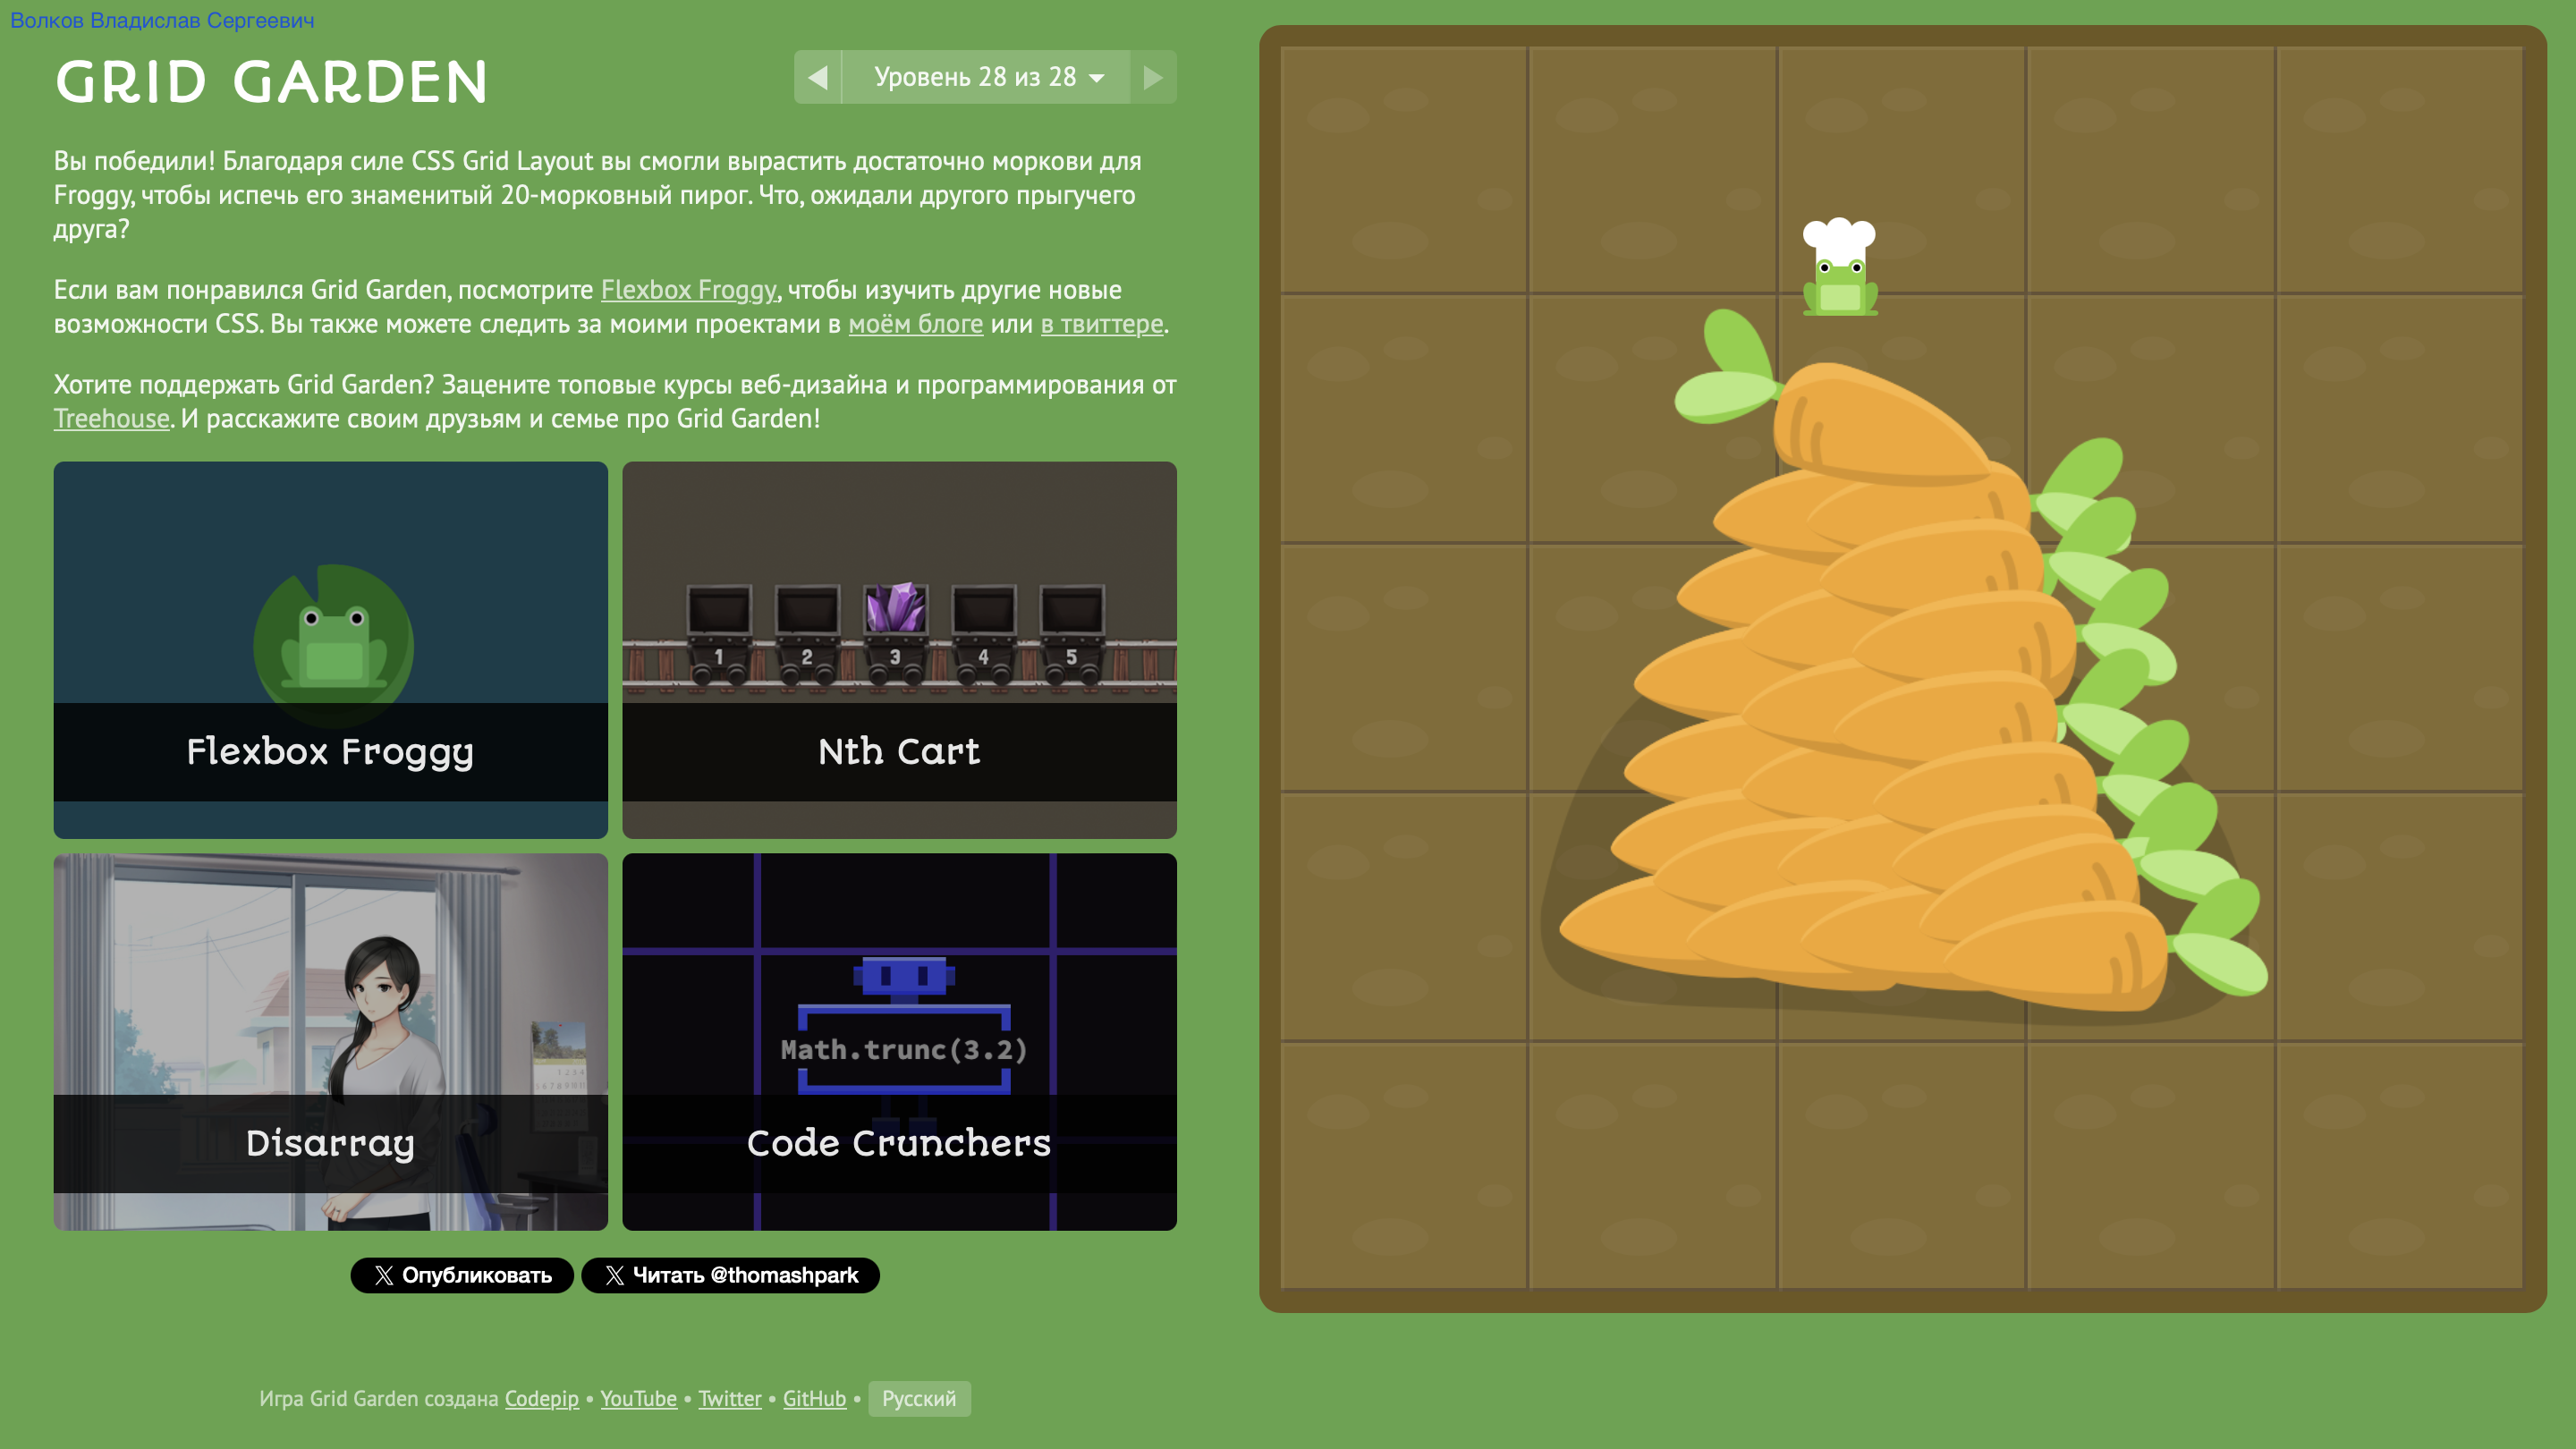 Волков Владислав Сергеевич
GRID GARDEN
Уровень 28 из 28
Вы победили! Благодаря силе CSS Grid Layout вы смогли вырастить достаточно моркови для
Froggy, чтобы испечь его знаменитый 20-морковный пирог. Что, ожидали другого прыгучего
друга?
Если вам понравился Grid Garden, посмотрите Flexbox Froggy, чтобы изучить другие новые
возможности CSS. Вы также можете следить за моими проектами в моём блоге или в твиттере.
Хотите поддержать Grid Garden? Зацените топовые курсы веб-дизайна и программирования от
Treehouse. И расскажите своим друзьям и семье про Grid Garden!
Flexbox Froggy
1 2 3 4 5
Nth Cart
Disarray
Math.trunc(3.2)
Code Crunchers
Опубликовать
Читать @thomashpark
Игра Grid Garden создана Codepip • YouTube • Twitter • GitHub • Русский